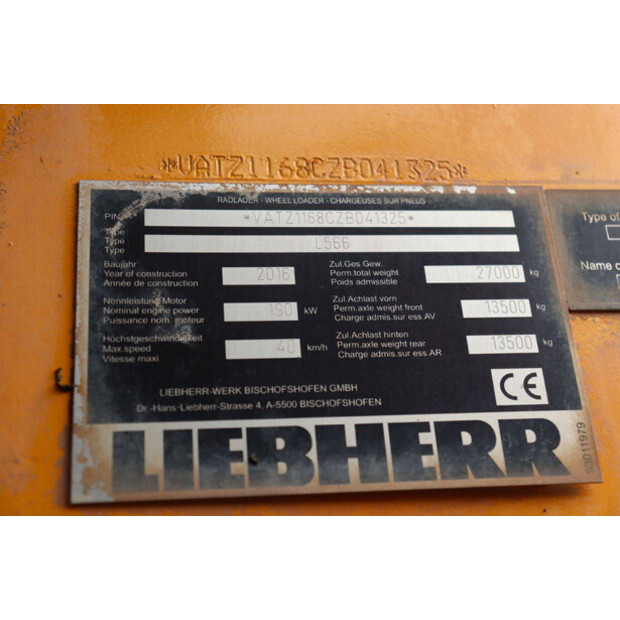 *VATZ1168CZB041325*
RADLADER - WHEEL LOADER - CHARGEUSES SUR PNEUS
PIN *VATZ1168CZB041325*
Type
Type L566
Type
Baujahr
Year of construction 2016
Année de construction
Nennleistung Motor
Nominal engine power 190 kW
Puissance nom. moteur
Höchstgeschwindigkeit
Max.speed 40 km/h
Vitesse maxi.
Zul.Ges.Gew.
Perm.total weight 27000 kg
Poids admissible
Zul.Achlast vorn
Perm.axle weight front 13500 kg
Charge admis.sur ess.AV
Zul.Achlast hinten
Perm.axle weight rear 13500 kg
Charge admis.sur ess.AR
LIEBHERR-WERK BISCHOFSHOFEN GMBH
Dr.-Hans-Liebherr-Strasse 4, A-5500 BISCHOFSHOFEN
CE
LIEBHERR
Type of
Name o